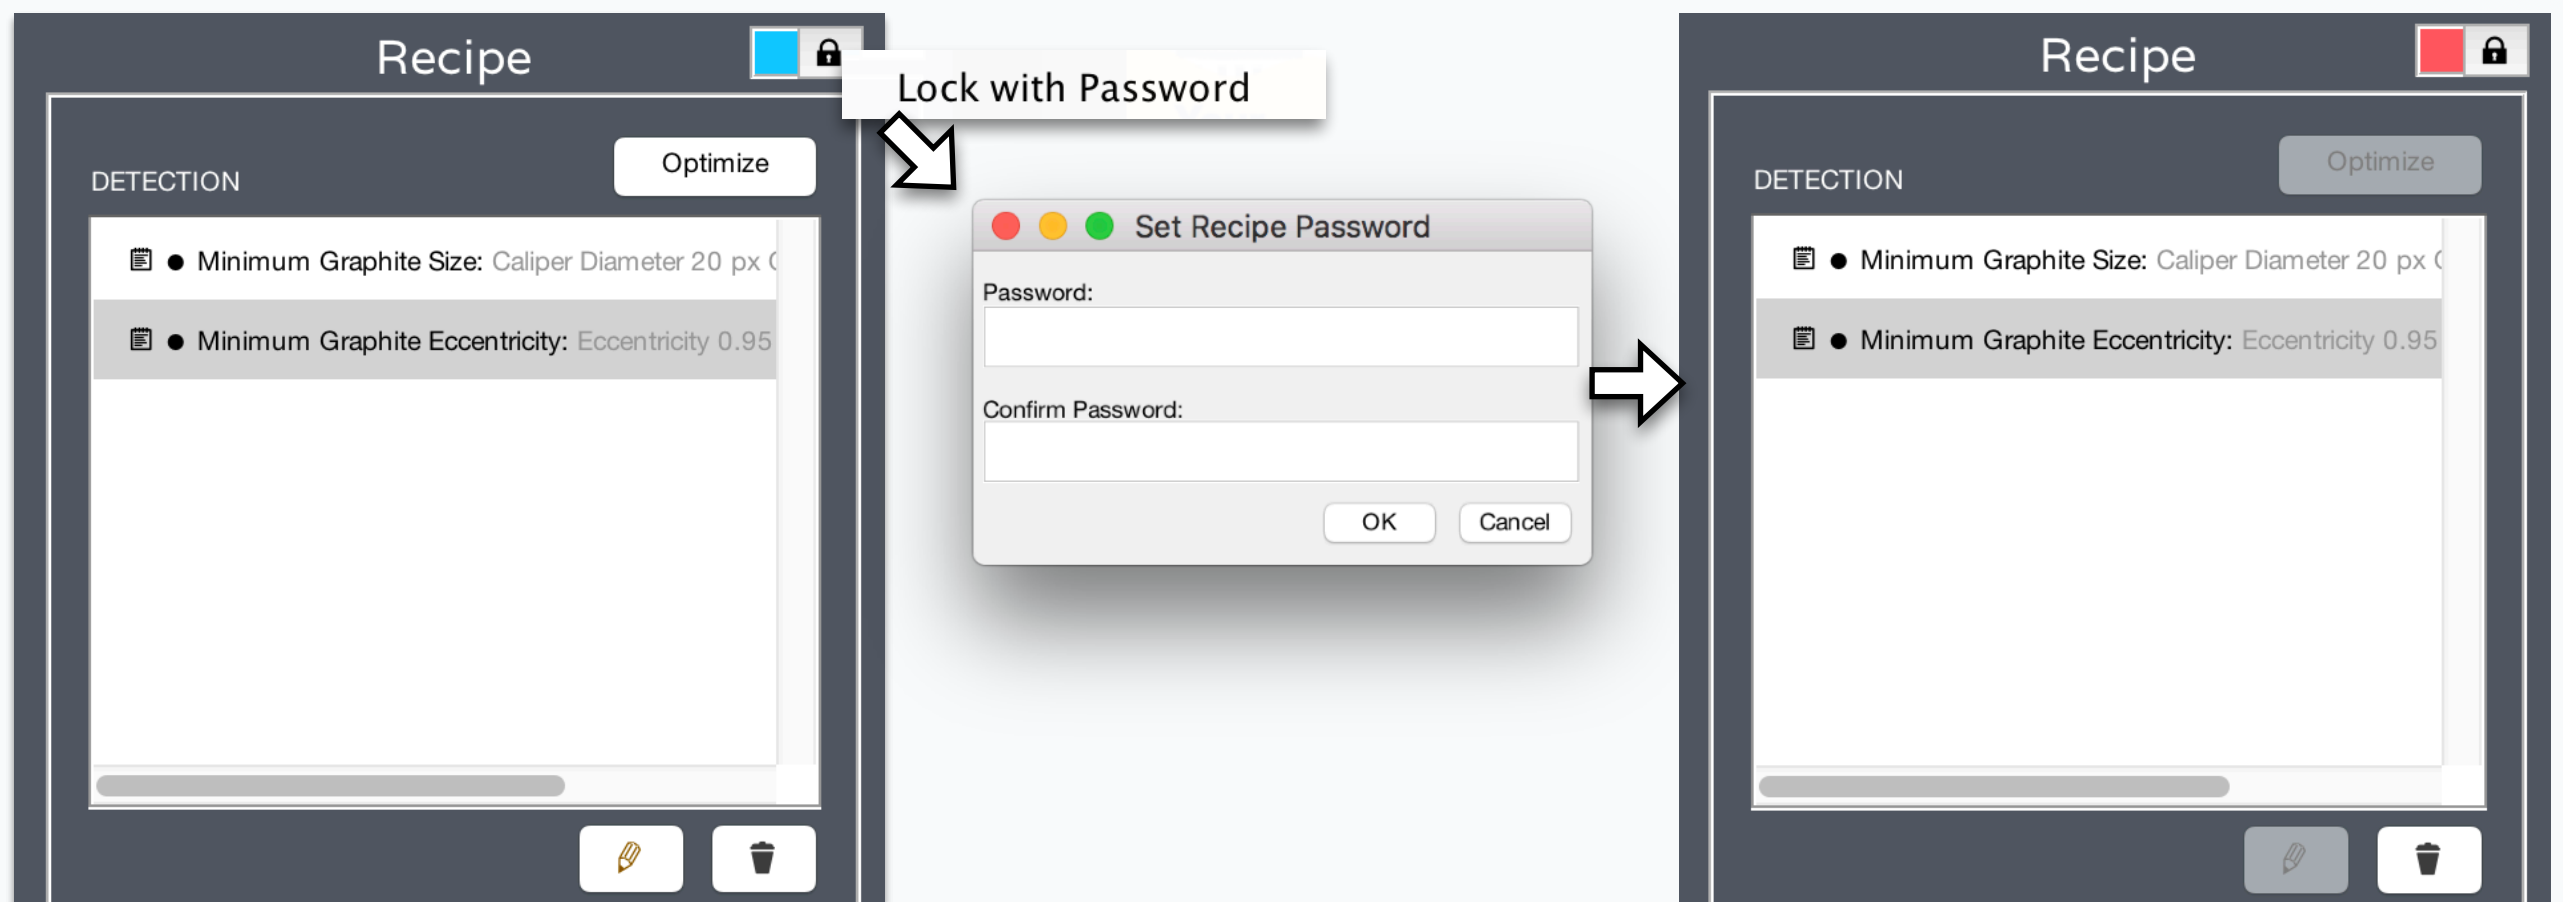 Recipe
Optimize
DETECTION
Minimum Graphite Size: Caliper Diameter 20 px
Minimum Graphite Eccentricity: Eccentricity 0.95
Lock with Password
Set Recipe Password
Password:
Confirm Password:
OK Cancel
Recipe
Optimize
DETECTION
Minimum Graphite Size: Caliper Diameter 20 px
Minimum Graphite Eccentricity: Eccentricity 0.95